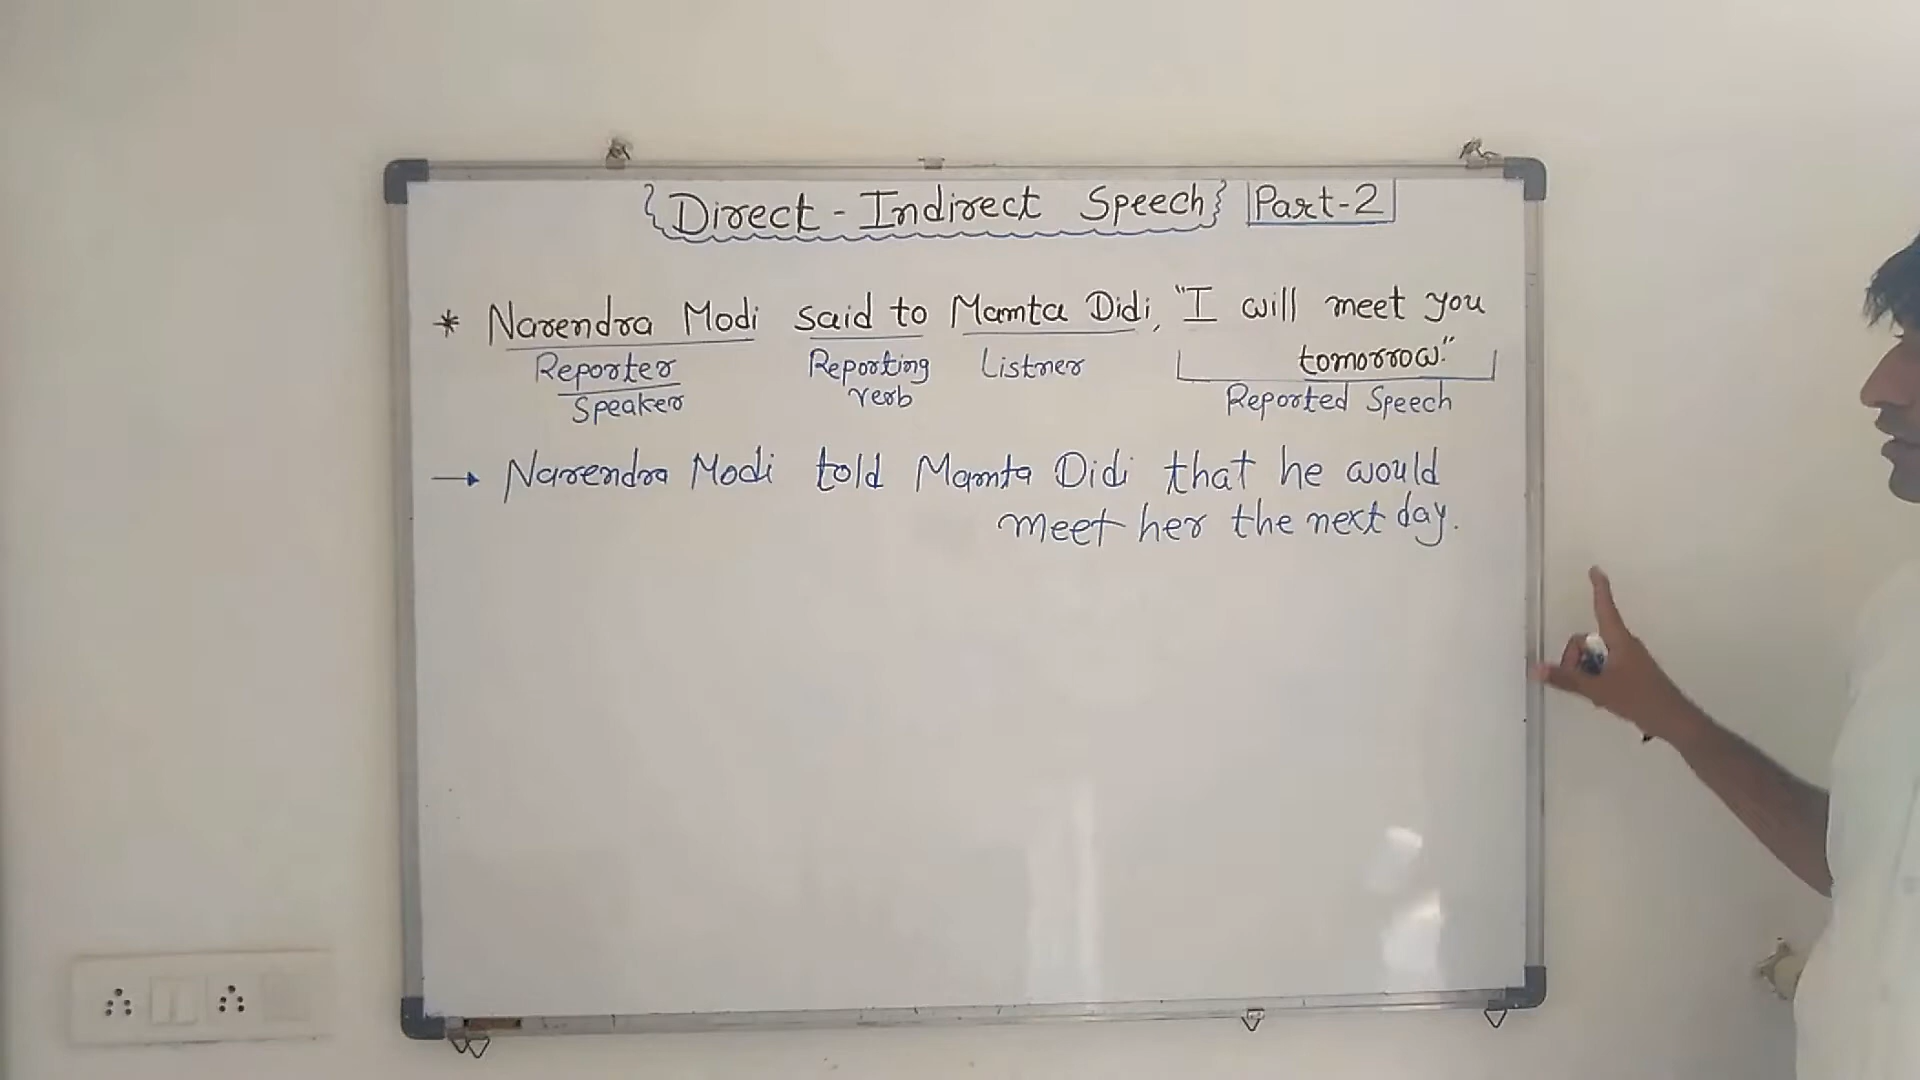 {Direct - Indirect Speech} Part-2
* Narendra Modi said to Mamta Didi, "I will meet you
tomorrow."
Reporter Reporting Listner
Speaker verb Reported Speech
→ Narendra Modi told Mamta Didi that he would
meet her the next day.